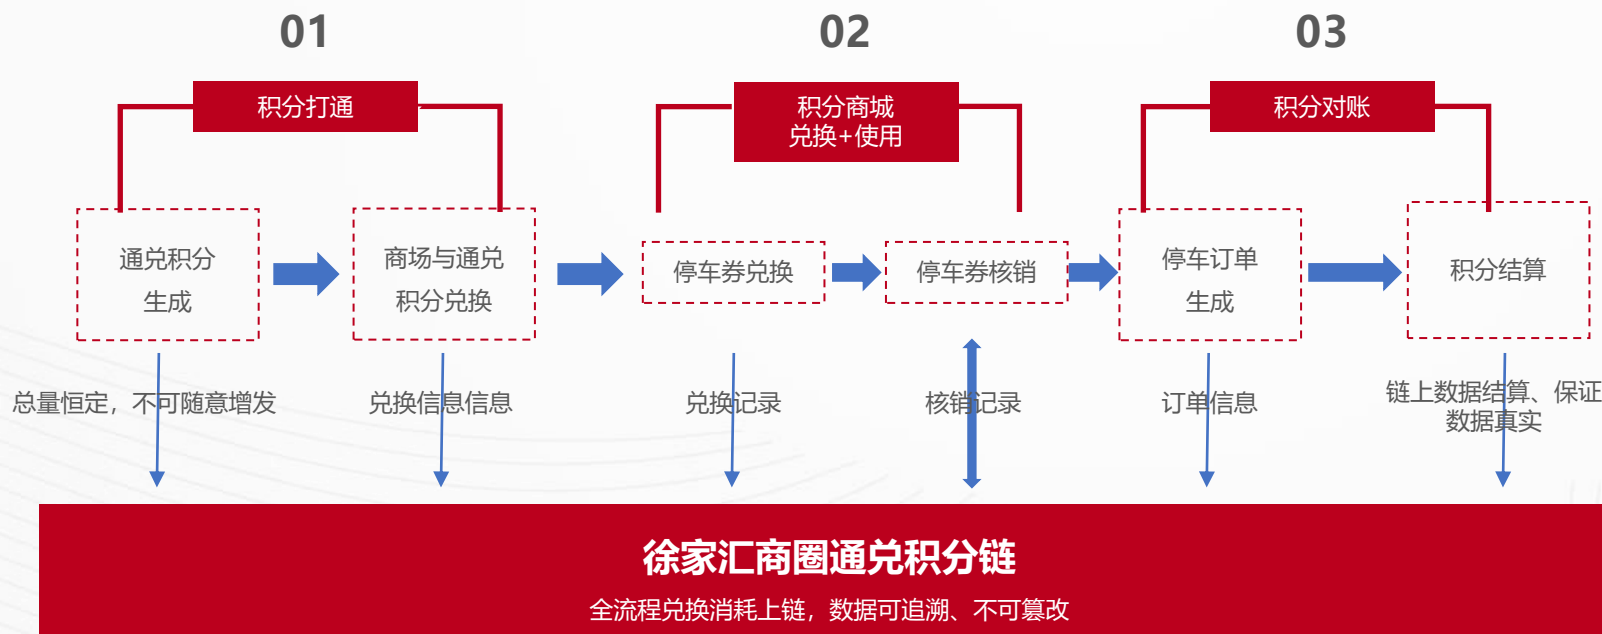 01
02
03
积分打通
积分商城
兑换+使用
积分对账
通兑积分
生成
商场与通兑
积分兑换
停车券兑换
停车券核销
停车订单
生成
积分结算
总量恒定，不可随意增发
兑换信息信息
兑换记录
核销记录
订单信息
链上数据结算、保证
数据真实
徐家汇商圈通兑积分链
全流程兑换消耗上链，数据可追溯、不可篡改